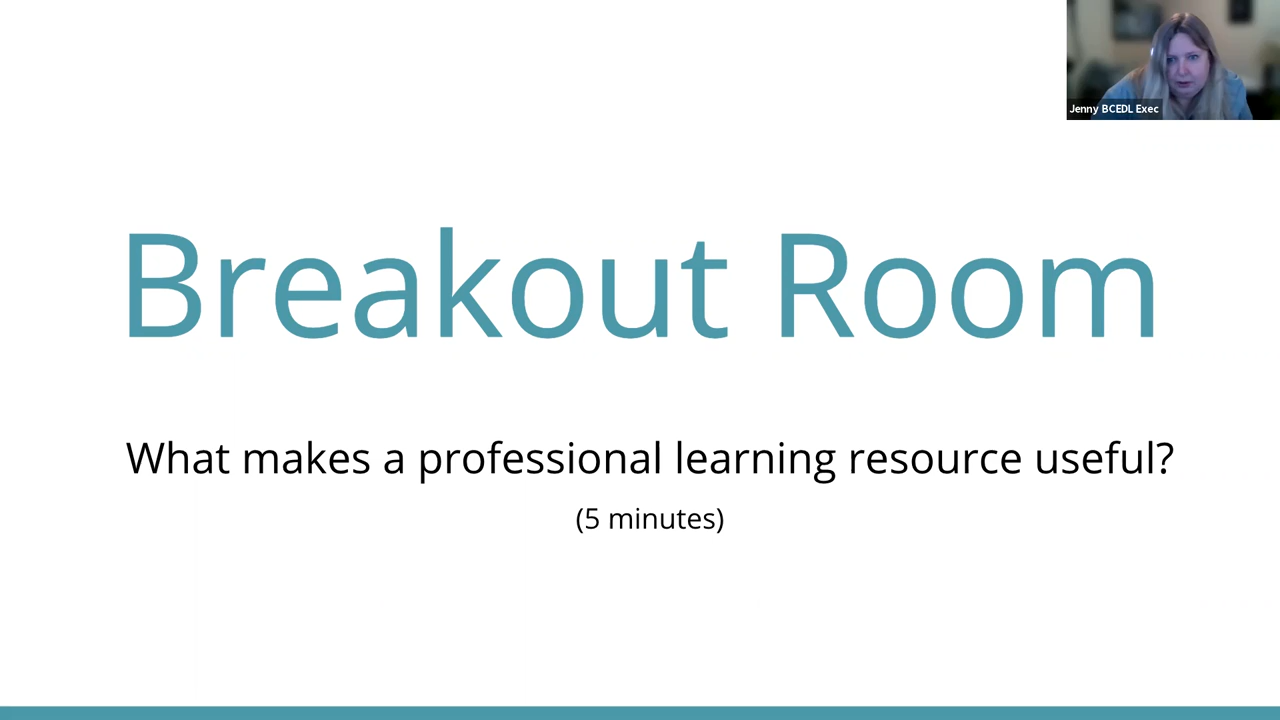 Jenny BCEDL Exec
Breakout Room
What makes a professional learning resource useful?
(5 minutes)